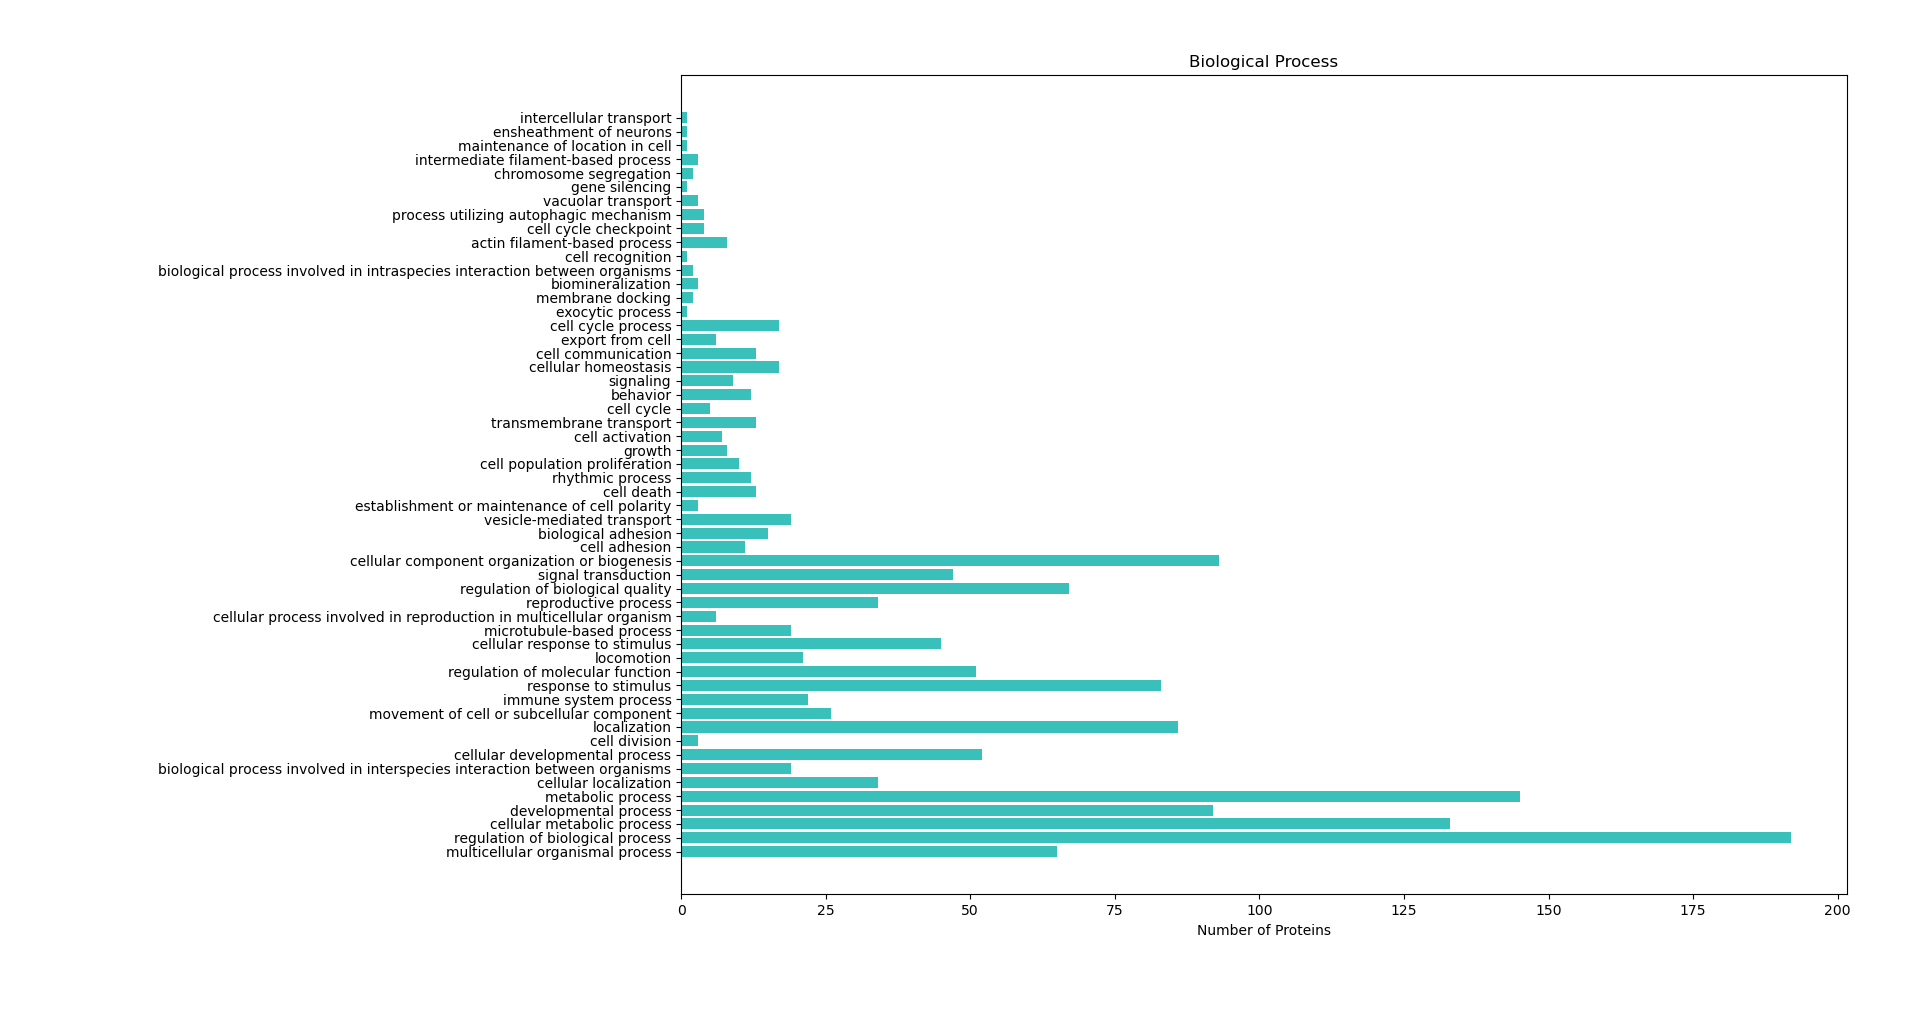 Biological Process
intercellular transport
ensheathment of neurons
maintenance of location in cell
intermediate filament-based process
chromosome segregation
gene silencing
vacuolar transport
process utilizing autophagic mechanism
cell cycle checkpoint
actin filament-based process
cell recognition
biological process involved in intraspecies interaction between organisms
biomineralization
membrane docking
exocytic process
cell cycle process
export from cell
cell communication
cellular homeostasis
signaling
behavior
cell cycle
transmembrane transport
cell activation
growth
cell population proliferation
rhythmic process
cell death
establishment or maintenance of cell polarity
vesicle-mediated transport
biological adhesion
cell adhesion
cellular component organization or biogenesis
signal transduction
regulation of biological quality
reproductive process
cellular process involved in reproduction in multicellular organism
microtubule-based process
cellular response to stimulus
locomotion
regulation of molecular function
response to stimulus
immune system process
movement of cell or subcellular component
localization
cell division
cellular developmental process
biological process involved in interspecies interaction between organisms
cellular localization
metabolic process
developmental process
cellular metabolic process
regulation of biological process
multicellular organismal process
0 25 50 75 100 125 150 175 200
Number of Proteins